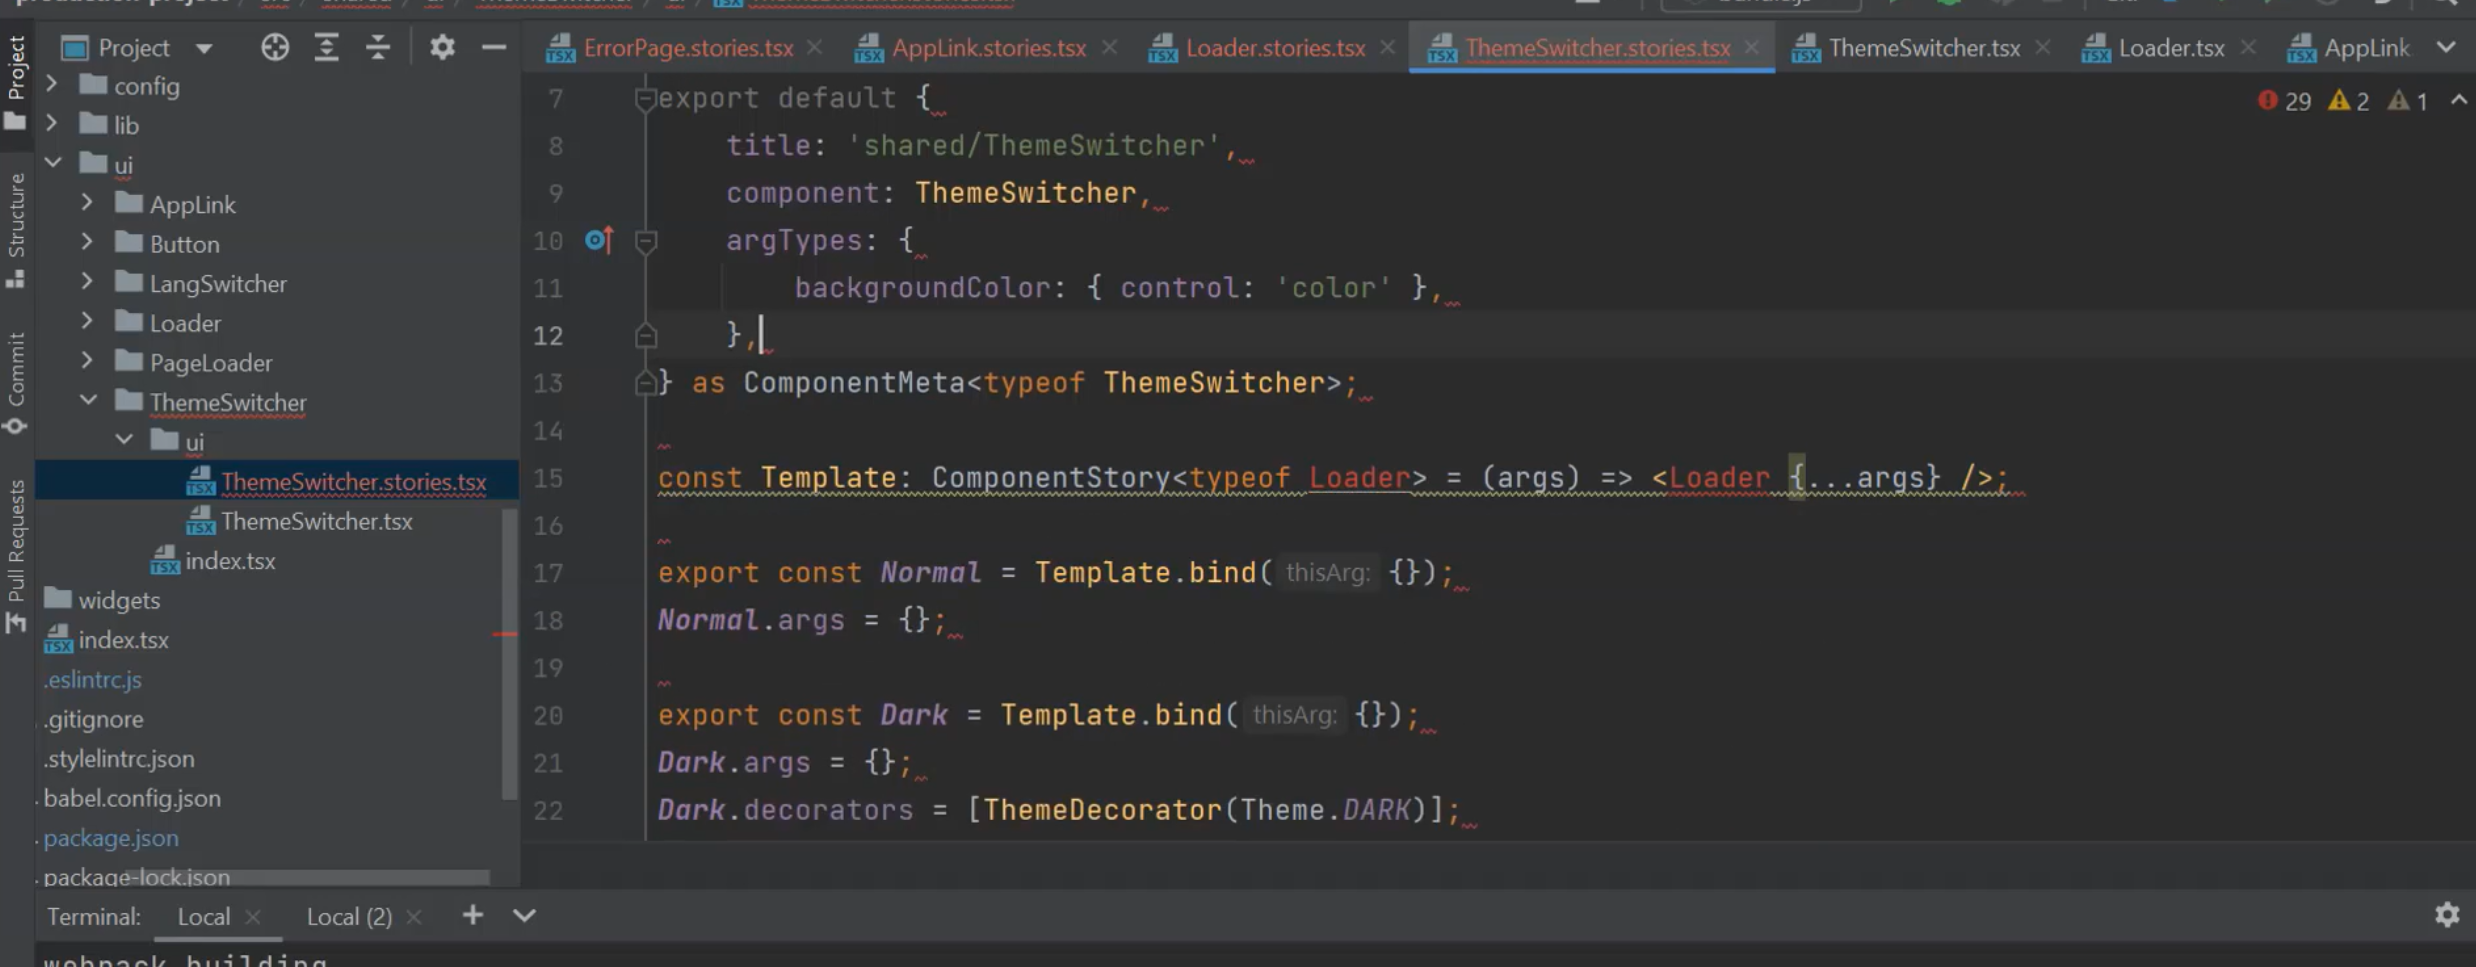 Project
ErrorPage.stories.tsx
AppLink.stories.tsx
Loader.stories.tsx
ThemeSwitcher.stories.tsx
ThemeSwitcher.tsx
Loader.tsx
AppLink
Project
Structure
Commit
Pull Requests
config
lib
ui
AppLink
Button
LangSwitcher
Loader
PageLoader
ThemeSwitcher
ui
ThemeSwitcher.stories.tsx
ThemeSwitcher.tsx
index.tsx
widgets
index.tsx
.eslintrc.js
.gitignore
.stylelintrc.json
babel.config.json
package.json
package-lock.json
29 2 1
7 export default {
8 title: 'shared/ThemeSwitcher',
9 component: ThemeSwitcher,
10 argTypes: {
11 backgroundColor: { control: 'color' },
12 },
13 } as ComponentMeta<typeof ThemeSwitcher>;
14
15 const Template: ComponentStory<typeof Loader> = (args) => <Loader {...args} />;
16
17 export const Normal = Template.bind( thisArg: {});
18 Normal.args = {};
19
20 export const Dark = Template.bind( thisArg: {});
21 Dark.args = {};
22 Dark.decorators = [ThemeDecorator(Theme.DARK)];
Terminal: Local Local (2)
webpack building